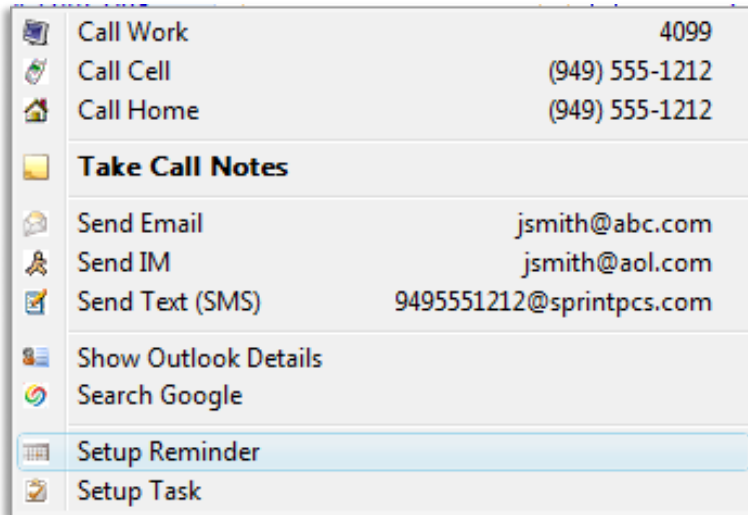 Call Work 4099
Call Cell (949) 555-1212
Call Home (949) 555-1212
Take Call Notes
Send Email jsmith@abc.com
Send IM jsmith@aol.com
Send Text (SMS) 9495551212@sprintpcs.com
Show Outlook Details
Search Google
Setup Reminder
Setup Task